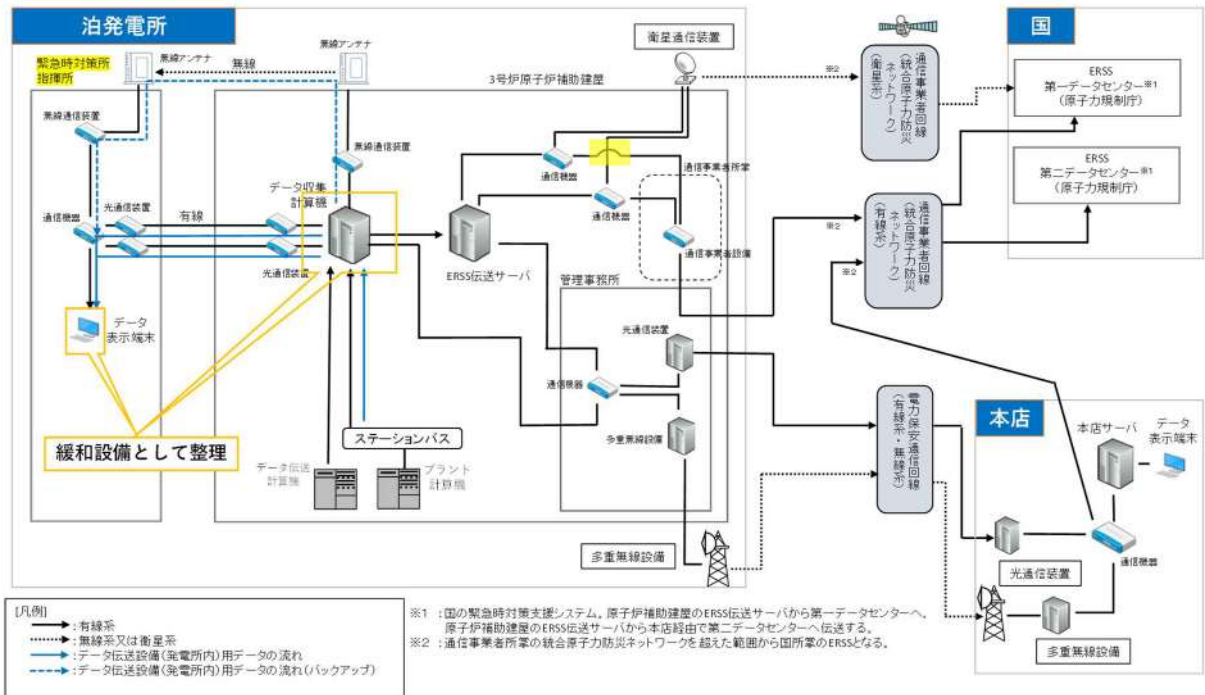 泊発電所
衛星通信装置
国
緊急時対策所
指揮所
無線アンテナ
無線
無線アンテナ
3号炉原子炉補助建屋
※2
通信事業者回線
(統合原子力防災
ネットワーク)
(衛星系)
ERSS
第一データセンター※1
(原子力規制庁)
無線通信装置
無線通信装置
通信機器
通信事業者所掌
ERSS
第二データセンター※1
(原子力規制庁)
データ収集
計算機
通信機器
光通信装置
有線
通信機器
※2
通信事業者回線
(統合原子力防災
ネットワーク)
(有線系)
光通信装置
ERSS伝送サーバ
通信事業者設備
※2
管理事務所
データ
表示端末
光通信装置
通信機器
電力保安通信回線
(有線系・無線系)
本店
本店サーバ
データ
表示端末
緩和設備として整理
ステーションバス
多重無線設備
データ伝送
計算機
プラント
計算機
通信機器
多重無線設備
光通信装置
多重無線設備
[凡例]
:有線系
:無線系又は衛星系
:データ伝送設備(発電所内)用データの流れ
:データ伝送設備(発電所内)用データの流れ(バックアップ)
※1 :国の緊急時対策支援システム。原子炉補助建屋のERSS伝送サーバから第一データセンターへ、
原子炉補助建屋のERSS伝送サーバから本店経由で第二データセンターへ伝送する。
※2 :通信事業者所掌の統合原子力防災ネットワークを超えた範囲から国所掌のERSSとなる。